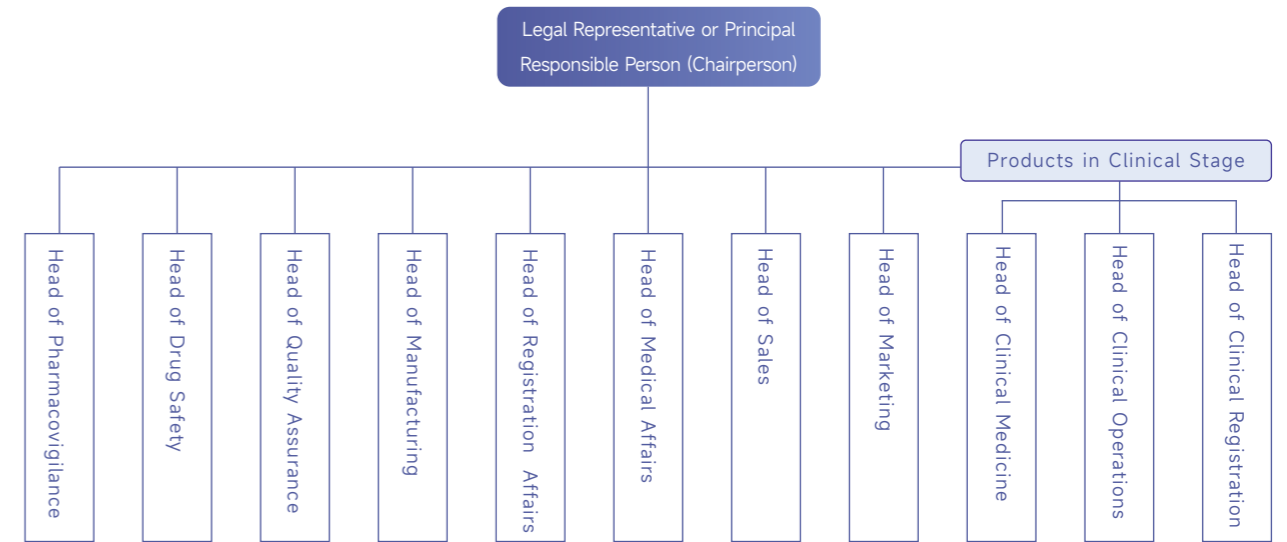 Legal Representative or Principal
Responsible Person (Chairperson)
Products in Clinical Stage
Head of Pharmacovigilance
Head of Drug Safety
Head of Quality Assurance
Head of Manufacturing
Head of Registration Affairs
Head of Medical Affairs
Head of Sales
Head of Marketing
Head of Clinical Medicine
Head of Clinical Operations
Head of Clinical Registration